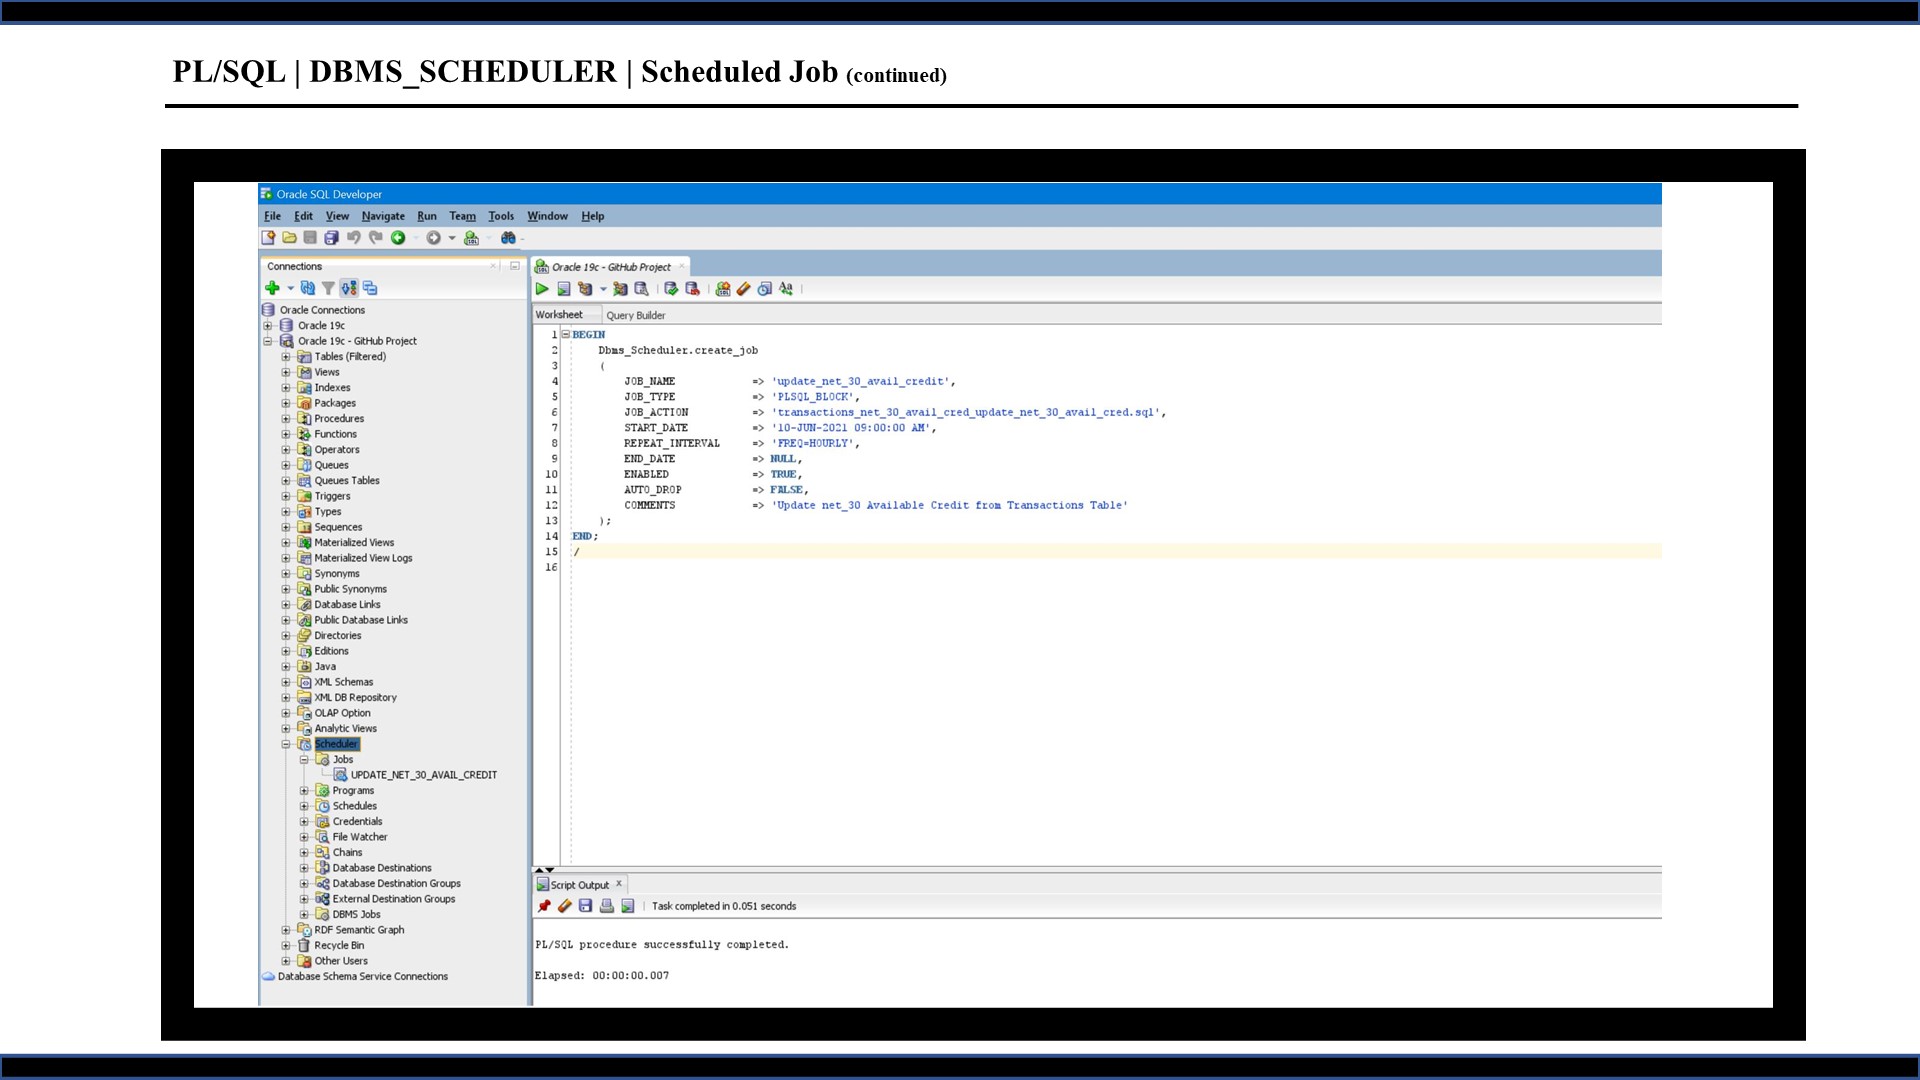 PL/SQL | DBMS_SCHEDULER | Scheduled Job (continued)
Oracle SQL Developer
File Edit View Navigate Run Team Tools Window Help
Connections
Oracle Connections
Oracle 19c
Oracle 19c - GitHub Project
Tables (Filtered)
Views
Indexes
Packages
Procedures
Functions
Operators
Queues
Queues Tables
Triggers
Types
Sequences
Materialized Views
Materialized View Logs
Synonyms
Public Synonyms
Database Links
Public Database Links
Directories
Editions
Java
XML Schemas
XML DB Repository
OLAP Option
Analytic Views
Scheduler
Jobs
UPDATE_NET_30_AVAIL_CREDIT
Programs
Schedules
Credentials
File Watcher
Chains
Database Destinations
Database Destination Groups
External Destination Groups
DBMS Jobs
RDF Semantic Graph
Recycle Bin
Other Users
Database Schema Service Connections
Oracle 19c - GitHub Project
Worksheet Query Builder
1 BEGIN
2 Dbms_Scheduler.create_job
3 (
4 JOB_NAME => 'update_net_30_avail_credit',
5 JOB_TYPE => 'PLSQL_BLOCK',
6 JOB_ACTION => 'transactions_net_30_avail_cred_update_net_30_avail_cred.sql',
7 START_DATE => '10-JUN-2021 09:00:00 AM',
8 REPEAT_INTERVAL => 'FREQ=HOURLY',
9 END_DATE => NULL,
10 ENABLED => TRUE,
11 AUTO_DROP => FALSE,
12 COMMENTS => 'Update net_30 Available Credit from Transactions Table'
13 );
14 END;
15 /
16
Script Output x
Task completed in 0.051 seconds
PL/SQL procedure successfully completed.
Elapsed: 00:00:00.007